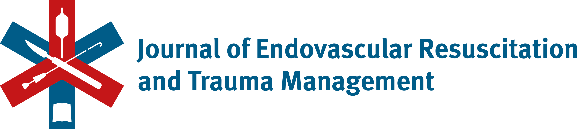 Journal of Endovascular Resuscitation
and Trauma Management